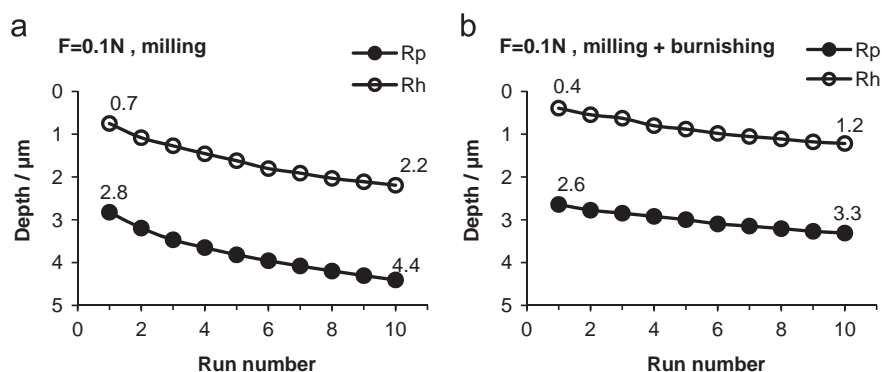 a
F=0.1N , milling
Rp
Rh
0
1
2
3
4
5
Depth / µm
0.7
2.2
2.8
4.4
0
2
4
6
8
10
Run number
b
F=0.1N , milling + burnishing
Rp
Rh
0
1
2
3
4
5
Depth / µm
0.4
1.2
2.6
3.3
0
2
4
6
8
10
Run number